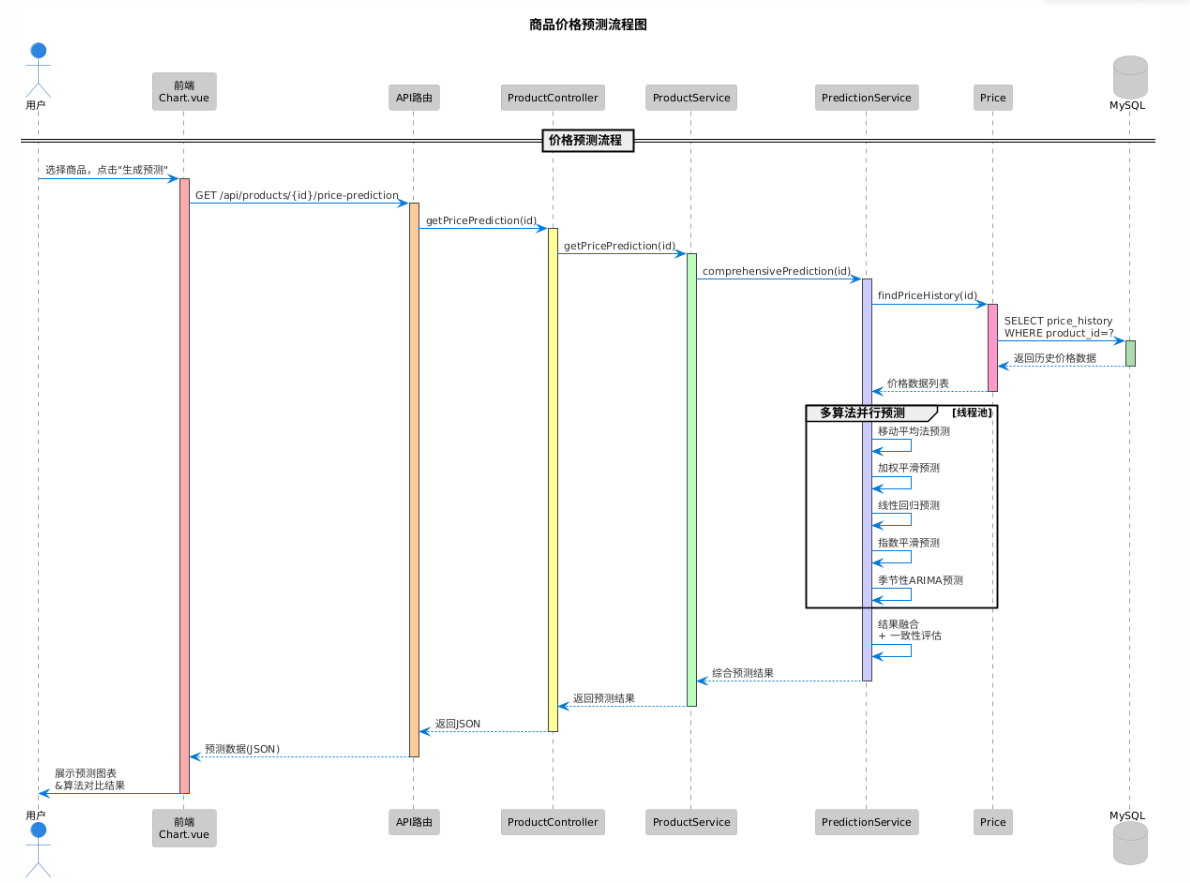 商品价格预测流程图
用户
前端
Chart.vue
API路由
ProductController
ProductService
PredictionService
Price
MySQL
价格预测流程
选择商品，点击"生成预测"
GET /api/products/{id}/price-prediction
getPricePrediction(id)
getPricePrediction(id)
comprehensivePrediction(id)
findPriceHistory(id)
SELECT price_history
WHERE product_id=?
返回历史价格数据
价格数据列表
多算法并行预测
[线程池]
移动平均法预测
加权平滑预测
线性回归预测
指数平滑预测
季节性ARIMA预测
结果融合
+ 一致性评估
综合预测结果
返回预测结果
返回JSON
预测数据(JSON)
展示预测图表
&算法对比结果
用户
前端
Chart.vue
API路由
ProductController
ProductService
PredictionService
Price
MySQL